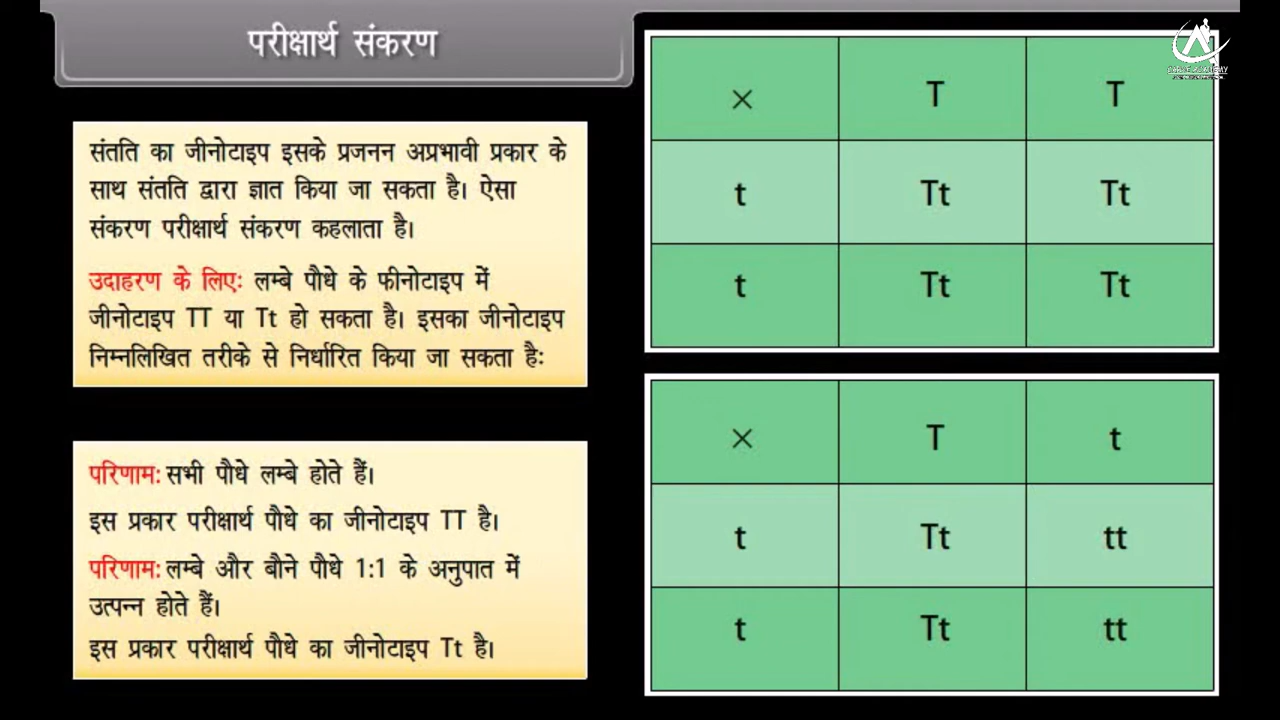 परीक्षार्थ संकरण
संतति का जीनोटाइप इसके प्रजनन अप्रभावी प्रकार के
साथ संतति द्वारा ज्ञात किया जा सकता है। ऐसा
संकरण परीक्षार्थ संकरण कहलाता है।
उदाहरण के लिए: लम्बे पौधे के फीनोटाइप में
जीनोटाइप TT या Tt हो सकता है। इसका जीनोटाइप
निम्नलिखित तरीके से निर्धारित किया जा सकता है:
परिणाम: सभी पौधे लम्बे होते हैं।
इस प्रकार परीक्षार्थ पौधे का जीनोटाइप TT है।
परिणाम: लम्बे और बौने पौधे 1:1 के अनुपात में
उत्पन्न होते हैं।
इस प्रकार परीक्षार्थ पौधे का जीनोटाइप Tt है।
× T T
t Tt Tt
t Tt Tt
× T t
t Tt tt
t Tt tt